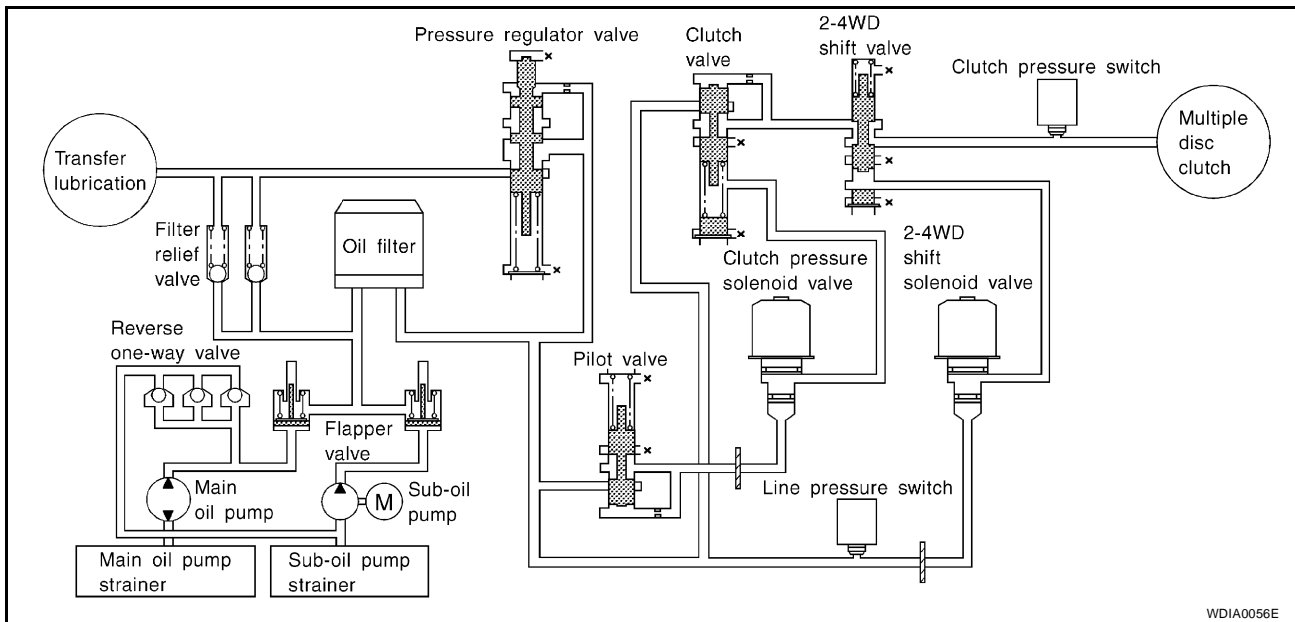 Pressure regulator valve
Clutch
valve
2-4WD
shift valve
Clutch pressure switch
Transfer
lubrication
Multiple
disc
clutch
Filter
relief
valve
Oil filter
Clutch pressure
solenoid valve
2-4WD
shift
solenoid valve
Reverse
one-way valve
Pilot valve
Flapper
valve
Main
oil pump
M
Sub-oil
pump
Line pressure switch
Main oil pump
strainer
Sub-oil pump
strainer
WDIA0056E